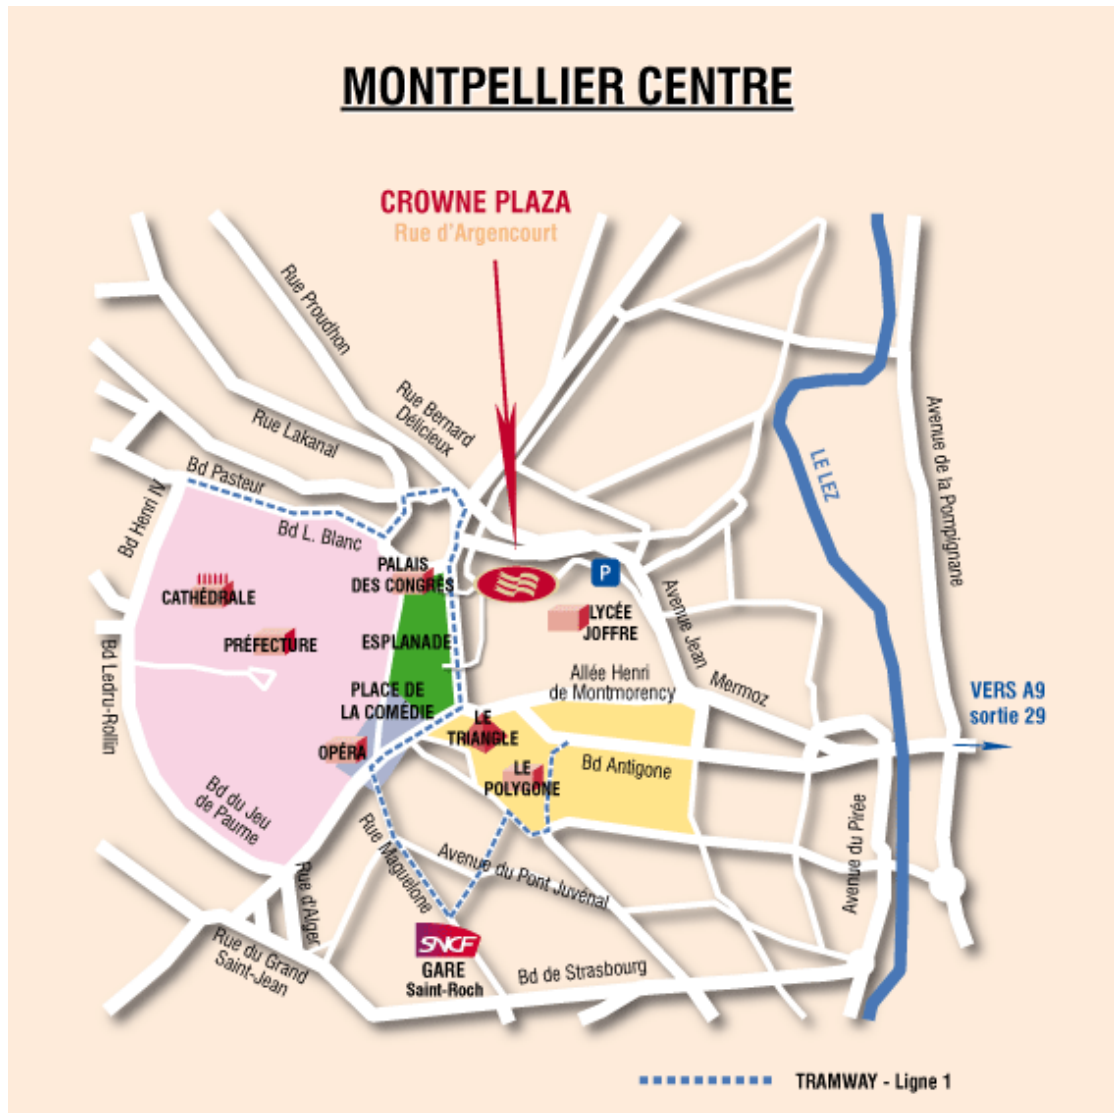 MONTPELLIER CENTRE
CROWNE PLAZA
Rue d'Argencourt
Rue Proudhon
Rue Bernard
Délicieux
Rue Lakanal
Bd Pasteur
Bd Henri IV
Bd L. Blanc
Avenue de la Pompignane
LE LEZ
PALAIS
DES CONGRÈS
P
CATHÉDRALE
LYCÉE
JOFFRE
Avenue Jean Mermoz
PRÉFECTURE
ESPLANADE
Bd Ledru-Rollin
Allée Henri
de Montmorency
PLACE DE
LA COMÉDIE
VERS A9
sortie 29
LE
TRIANGLE
OPÉRA
LE
POLYGONE
Bd Antigone
Bd du Jeu
de Paume
Rue Maguelone
Avenue du Pont Juvénal
Avenue du Pirée
Rue d'Alger
Rue du Grand
Saint-Jean
SNCF
GARE
Saint-Roch
Bd de Strasbourg
TRAMWAY - Ligne 1